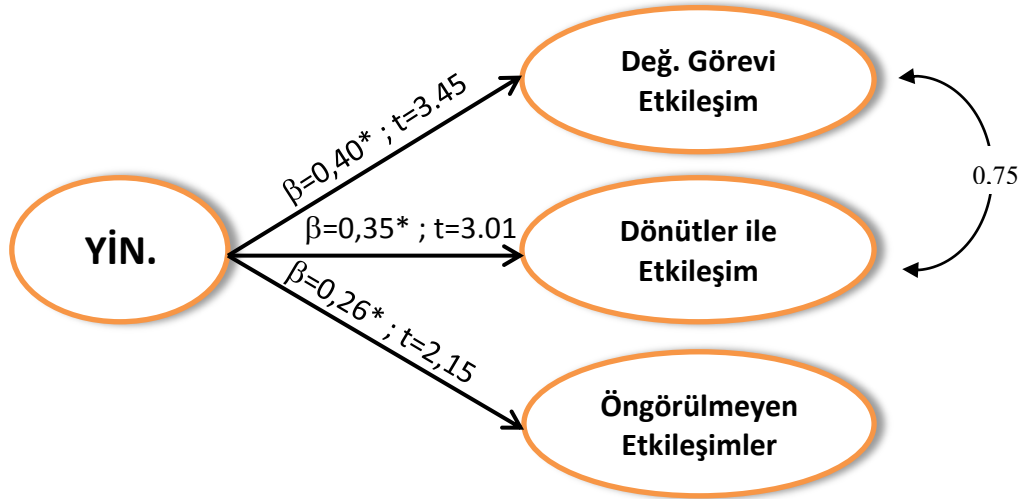 Değ. Görevi
Etkileşim
β=0,40* ; t=3.45
0.75
YİN.
β=0,35* ; t=3.01
Dönütler ile
Etkileşim
β=0,26* ; t=2,15
Öngörülmeyen
Etkileşimler